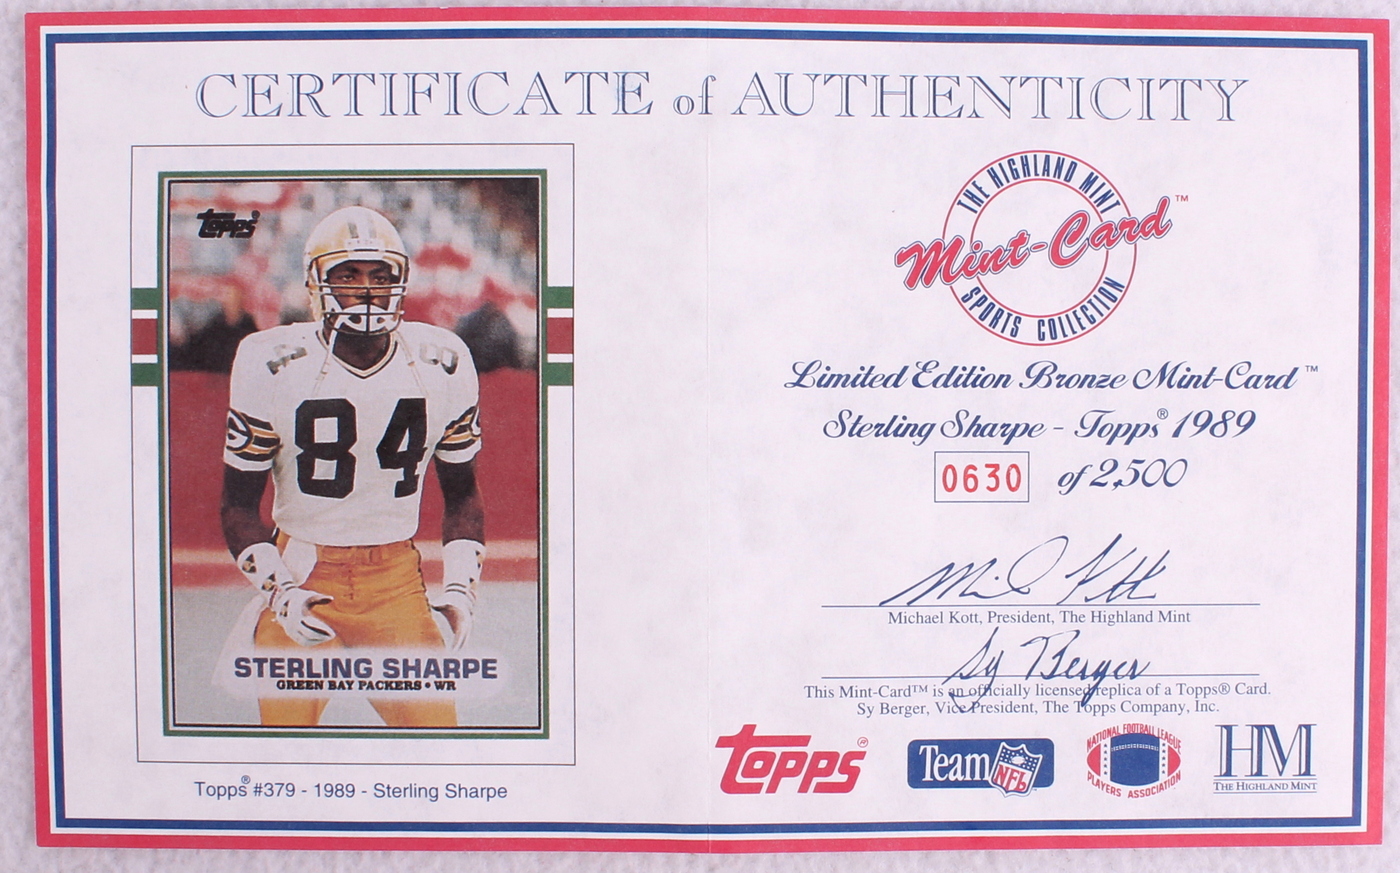 CERTIFICATE of AUTHENTICITY
Topps
84
84
STERLING SHARPE
GREEN BAY PACKERS • WR
Topps® #379 - 1989 - Sterling Sharpe
THE HIGHLAND MINT
Mint-Card™
SPORTS COLLECTION
Limited Edition Bronze Mint-Card™
Sterling Sharpe - Topps® 1989
0630 of 2,500
Michael Kott, President, The Highland Mint
Sy Berger
This Mint-Card™ is an officially licensed replica of a Topps® Card.
Sy Berger, Vice President, The Topps Company, Inc.
Topps®
Team NFL
NATIONAL FOOTBALL LEAGUE
PLAYERS ASSOCIATION
HM
THE HIGHLAND MINT